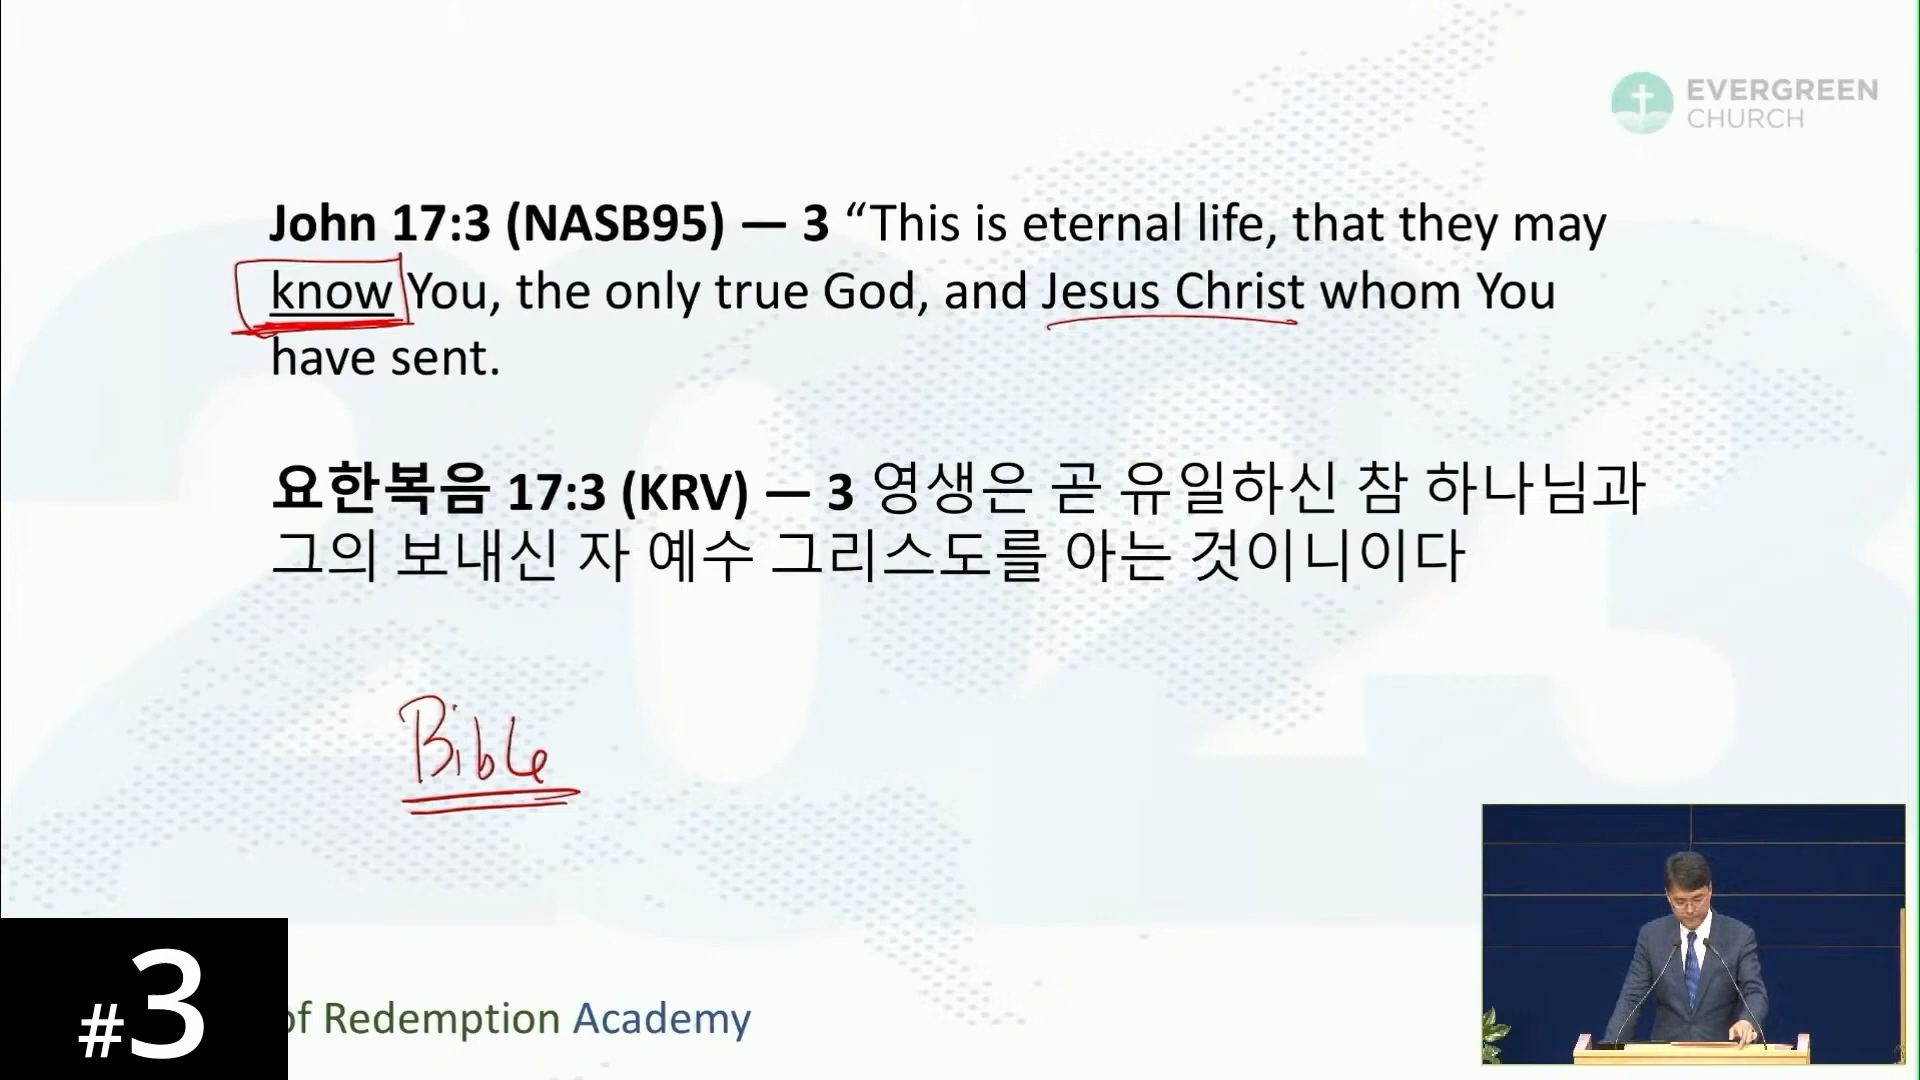 EVERGREEN
CHURCH
John 17:3 (NASB95) — 3 “This is eternal life, that they may
know You, the only true God, and Jesus Christ whom You
have sent.
요한복음 17:3 (KRV) — 3 영생은 곧 유일하신 참 하나님과
그의 보내신 자 예수 그리스도를 아는 것이니이다
Bible
#3
of Redemption Academy